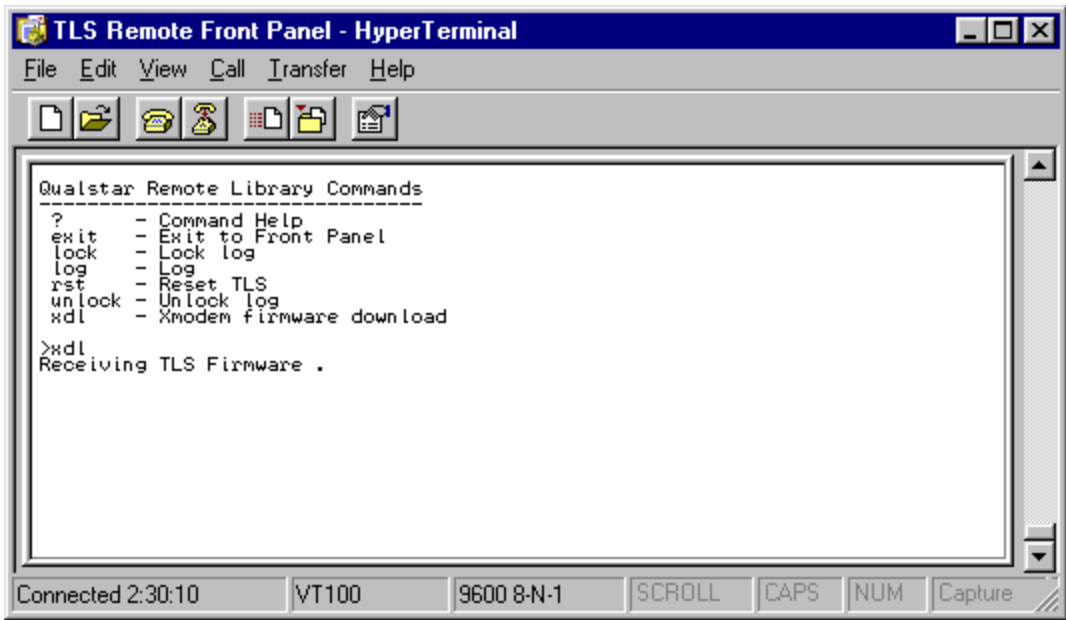 TLS Remote Front Panel - HyperTerminal
File Edit View Call Transfer Help
Qualstar Remote Library Commands
--------------------------------
? - Command Help
exit - Exit to Front Panel
lock - Lock log
log - Log
rst - Reset TLS
unlock - Unlock log
xdl - Xmodem firmware download
>xdl
Receiving TLS Firmware .
Connected 2:30:10 VT100 9600 8-N-1 SCROLL CAPS NUM Capture